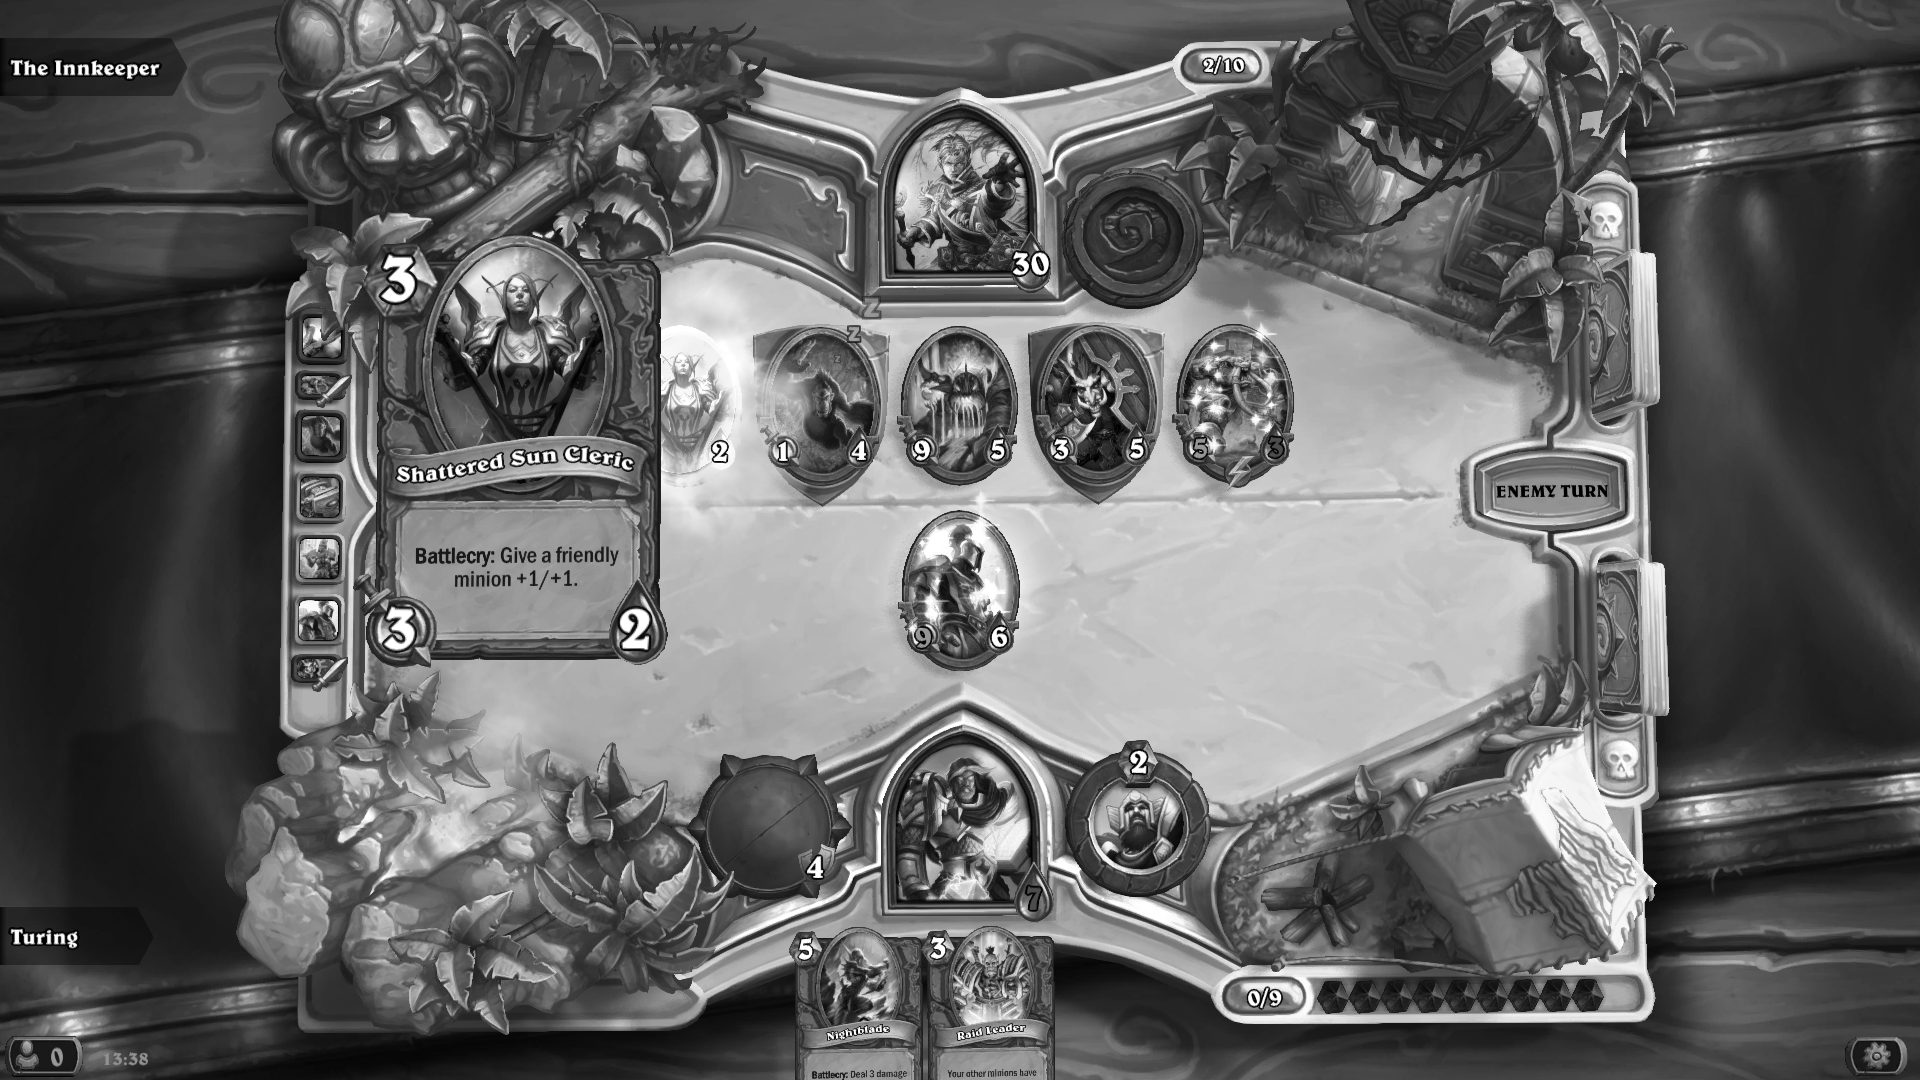 The Innkeeper
2/10
30
3
Shattered Sun Cleric
Battlecry: Give a friendly
minion +1/+1.
3
2
2
Z
Z
z
1
4
9
5
3
5
5
3
ENEMY TURN
9
6
2
4
7
Turing
5
Nightblade
Battlecry: Deal 3 damage
3
Raid Leader
Your other minions have
0/9
0
13:38